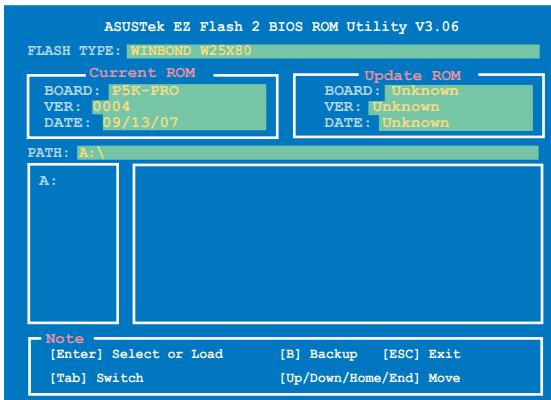 ASUSTek EZ Flash 2 BIOS ROM Utility V3.06
FLASH TYPE: WINBOND W25X80
Current ROM
BOARD: P5K-PRO
VER: 0004
DATE: 09/13/07
Update ROM
BOARD: Unknown
VER: Unknown
DATE: Unknown
PATH: A:\
A:
Note
[Enter] Select or Load [B] Backup [ESC] Exit
[Tab] Switch [Up/Down/Home/End] Move